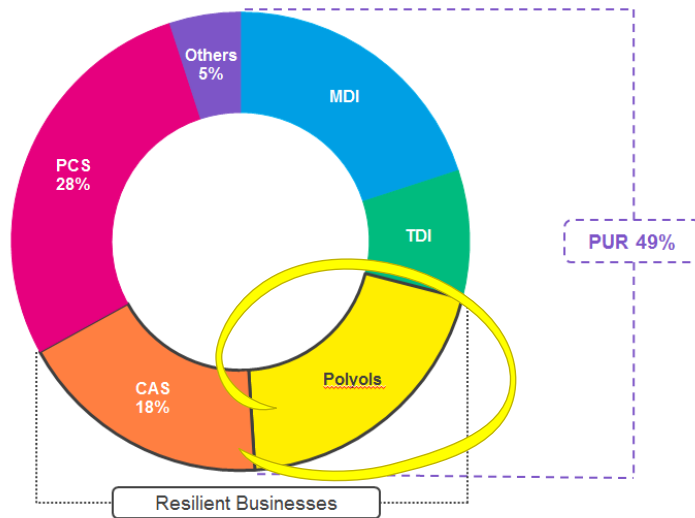 Others
5%
MDI
PCS
28%
TDI
PUR 49%
Polyols
CAS
18%
Resilient Businesses